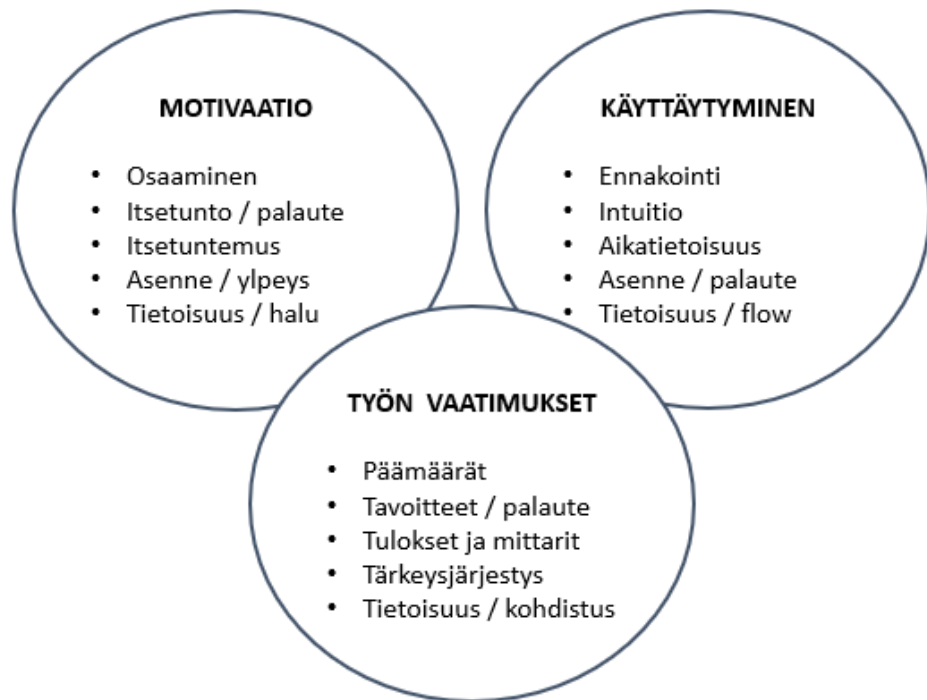 MOTIVAATIO
• Osaaminen
• Itsetunto / palaute
• Itsetuntemus
• Asenne / ylpeys
• Tietoisuus / halu
KÄYTTÄYTYMINEN
• Ennakointi
• Intuitio
• Aikatietoisuus
• Asenne / palaute
• Tietoisuus / flow
TYÖN VAATIMUKSET
• Päämäärät
• Tavoitteet / palaute
• Tulokset ja mittarit
• Tärkeysjärjestys
• Tietoisuus / kohdistus